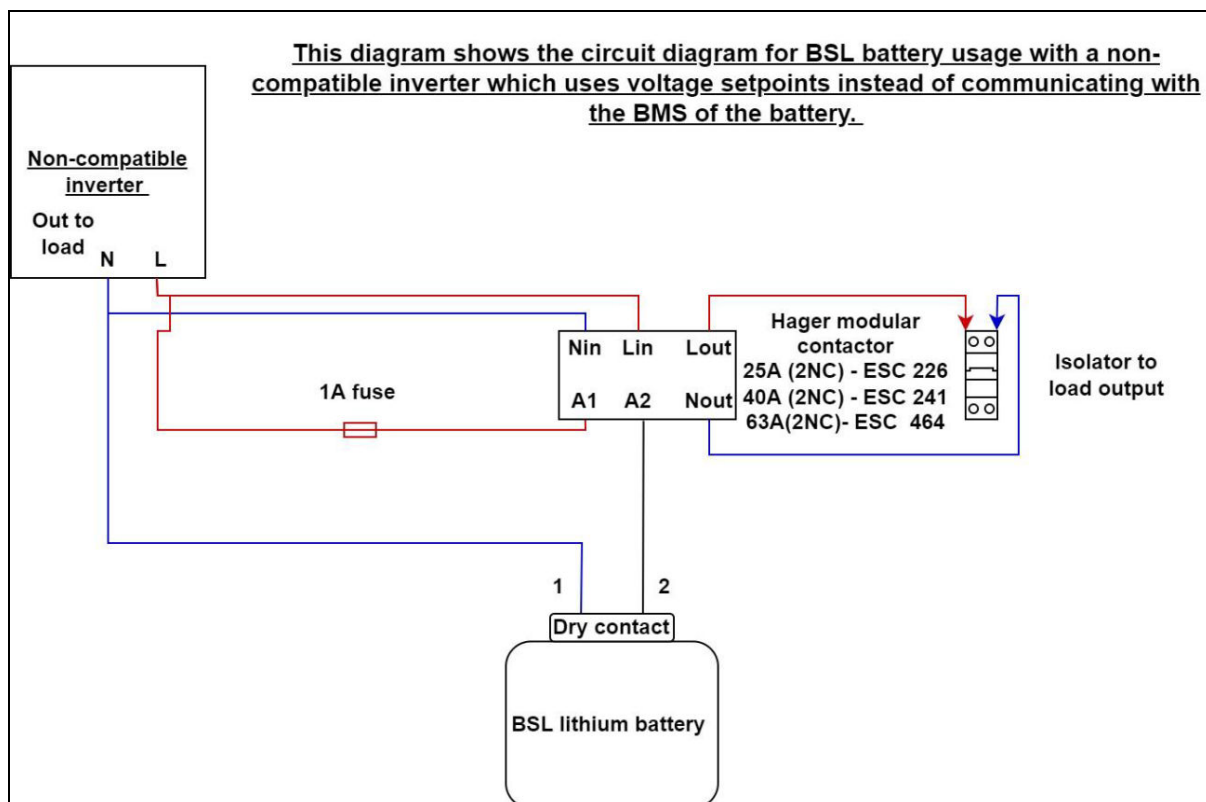 This diagram shows the circuit diagram for BSL battery usage with a non-
compatible inverter which uses voltage setpoints instead of communicating with
the BMS of the battery.
Non-compatible
inverter
Out to
load
N L
Nin Lin Lout
A1 A2 Nout
Hager modular
contactor
25A (2NC) - ESC 226
40A (2NC) - ESC 241
63A(2NC)- ESC 464
Isolator to
load output
1A fuse
1 2
Dry contact
BSL lithium battery